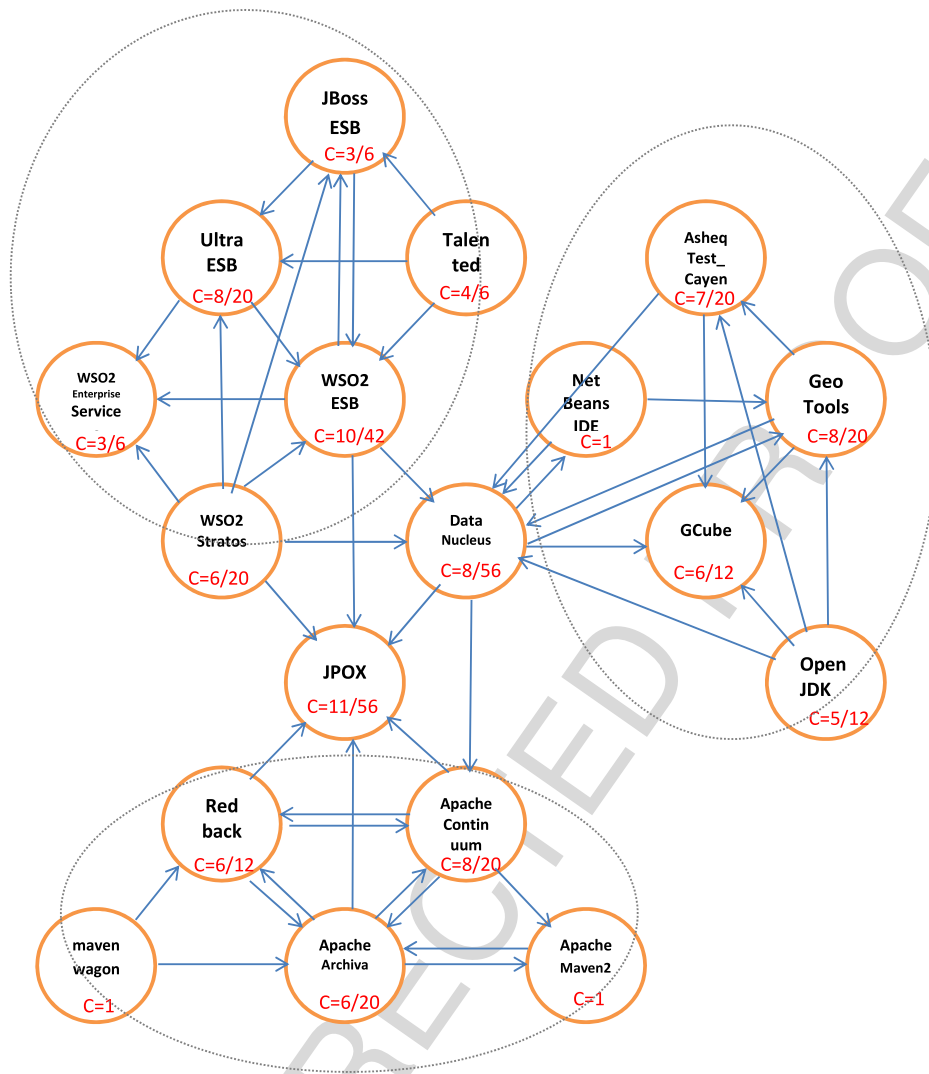 JBoss
ESB
C=3/6
Ultra
ESB
C=8/20
Talen
ted
C=4/6
Asheq
Test_
Cayen
C=7/20
WSO2
Enterprise
Service
C=3/6
WSO2
ESB
C=10/42
Net
Beans
IDE
C=1
Geo
Tools
C=8/20
WSO2
Stratos
C=6/20
Data
Nucleus
C=8/56
GCube
C=6/12
JPOX
C=11/56
Open
JDK
C=5/12
Red
back
C=6/12
Apache
Contin
uum
C=8/20
maven
wagon
C=1
Apache
Archiva
C=6/20
Apache
Maven2
C=1